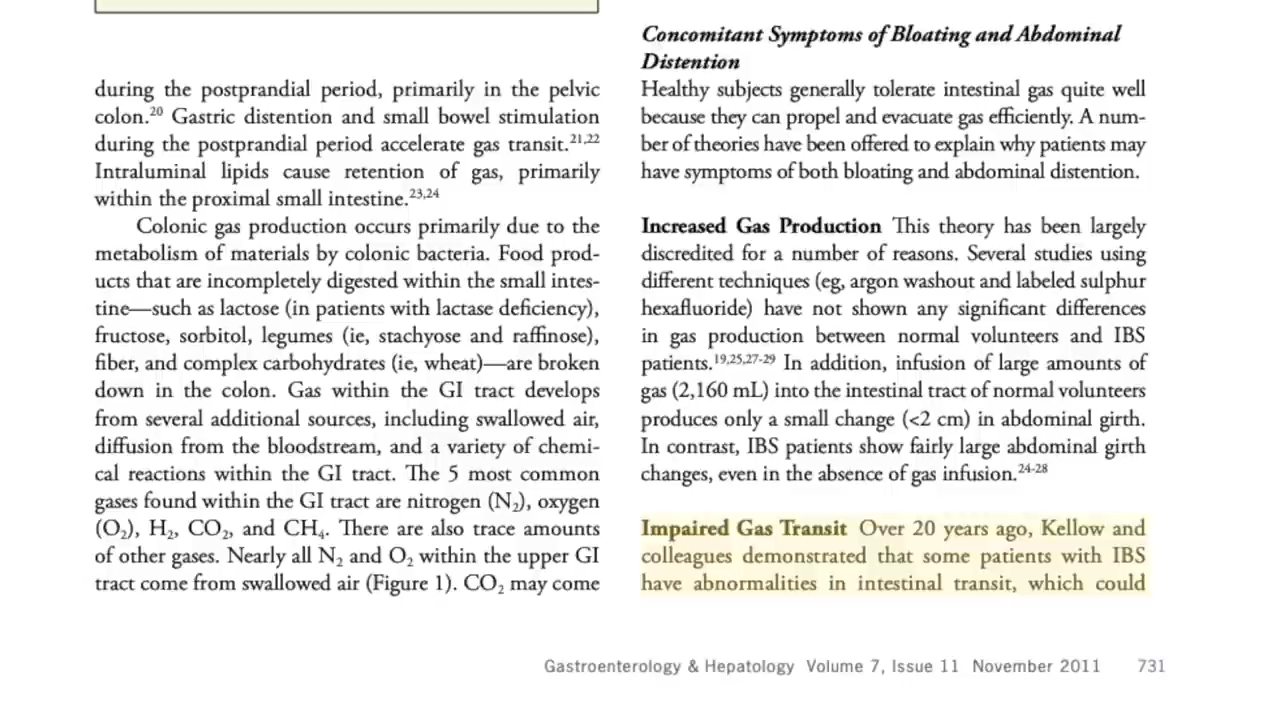 during the postprandial period, primarily in the pelvic
colon.20 Gastric distention and small bowel stimulation
during the postprandial period accelerate gas transit.21,22
Intraluminal lipids cause retention of gas, primarily
within the proximal small intestine.23,24
Colonic gas production occurs primarily due to the
metabolism of materials by colonic bacteria. Food prod-
ucts that are incompletely digested within the small intes-
tine—such as lactose (in patients with lactase deficiency),
fructose, sorbitol, legumes (ie, stachyose and raffinose),
fiber, and complex carbohydrates (ie, wheat)—are broken
down in the colon. Gas within the GI tract develops
from several additional sources, including swallowed air,
diffusion from the bloodstream, and a variety of chemi-
cal reactions within the GI tract. The 5 most common
gases found within the GI tract are nitrogen (N₂), oxygen
(O₂), H₂, CO₂, and CH₄. There are also trace amounts
of other gases. Nearly all N₂ and O₂ within the upper GI
tract come from swallowed air (Figure 1). CO₂ may come
Concomitant Symptoms of Bloating and Abdominal
Distention
Healthy subjects generally tolerate intestinal gas quite well
because they can propel and evacuate gas efficiently. A num-
ber of theories have been offered to explain why patients may
have symptoms of both bloating and abdominal distention.
Increased Gas Production This theory has been largely
discredited for a number of reasons. Several studies using
different techniques (eg, argon washout and labeled sulphur
hexafluoride) have not shown any significant differences
in gas production between normal volunteers and IBS
patients.19,25,27-29 In addition, infusion of large amounts of
gas (2,160 mL) into the intestinal tract of normal volunteers
produces only a small change (<2 cm) in abdominal girth.
In contrast, IBS patients show fairly large abdominal girth
changes, even in the absence of gas infusion.24-28
Impaired Gas Transit Over 20 years ago, Kellow and
colleagues demonstrated that some patients with IBS
have abnormalities in intestinal transit, which could
Gastroenterology & Hepatology Volume 7, Issue 11 November 2011 731